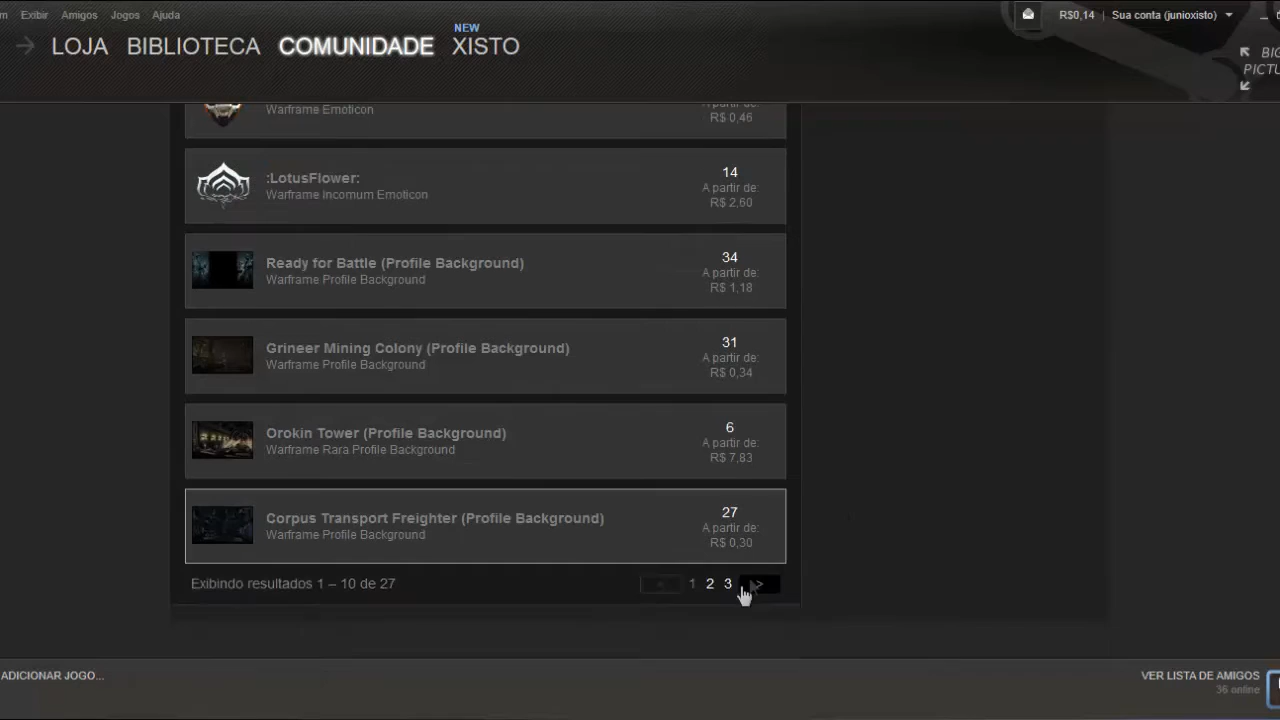 Exibir Amigos Jogos Ajuda
R$0,14 | Sua conta (junioxisto)
NEW
LOJA BIBLIOTECA COMUNIDADE XISTO
Warframe Emoticon
A partir de:
R$ 0,46
:LotusFlower:
Warframe Incomum Emoticon
14
A partir de:
R$ 2,60
Ready for Battle (Profile Background)
Warframe Profile Background
34
A partir de:
R$ 1,18
Grineer Mining Colony (Profile Background)
Warframe Profile Background
31
A partir de:
R$ 0,34
Orokin Tower (Profile Background)
Warframe Rara Profile Background
6
A partir de:
R$ 7,83
Corpus Transport Freighter (Profile Background)
Warframe Profile Background
27
A partir de:
R$ 0,30
Exibindo resultados 1 – 10 de 27
< 1 2 3 >
ADICIONAR JOGO...
VER LISTA DE AMIGOS
36 online